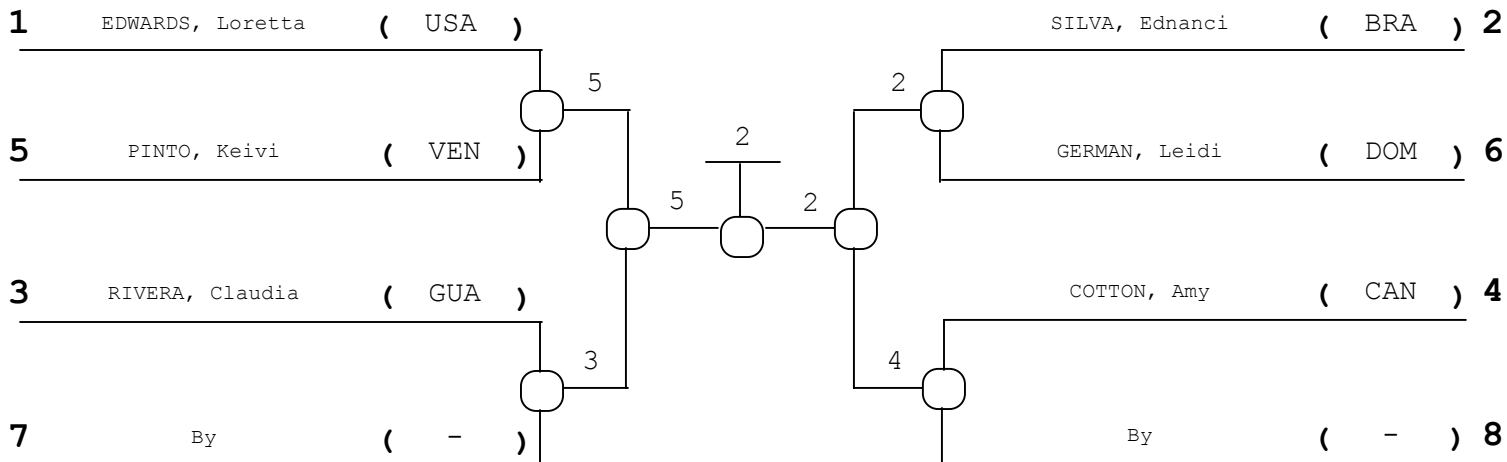 1 EDWARDS, Loretta ( USA ) SILVA, Ednanci ( BRA ) 2
5 2
5 PINTO, Keivi ( VEN ) 2 GERMAN, Leidi ( DOM ) 6
5 2
3 RIVERA, Claudia ( GUA ) COTTON, Amy ( CAN ) 4
3 4
7 By ( - ) By ( - ) 8